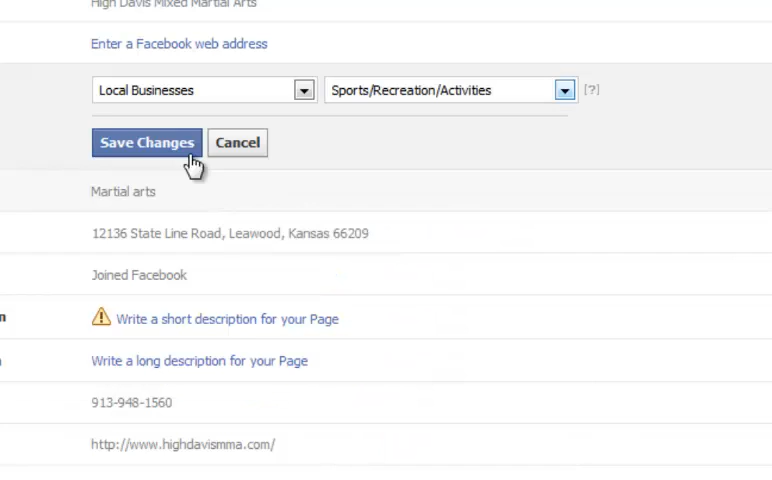 High Davis Mixed Martial Arts
Enter a Facebook web address
Local Businesses Sports/Recreation/Activities [?]
Save Changes Cancel
Martial arts
12136 State Line Road, Leawood, Kansas 66209
Joined Facebook
n Write a short description for your Page
Write a long description for your Page
913-948-1560
http://www.highdavismma.com/